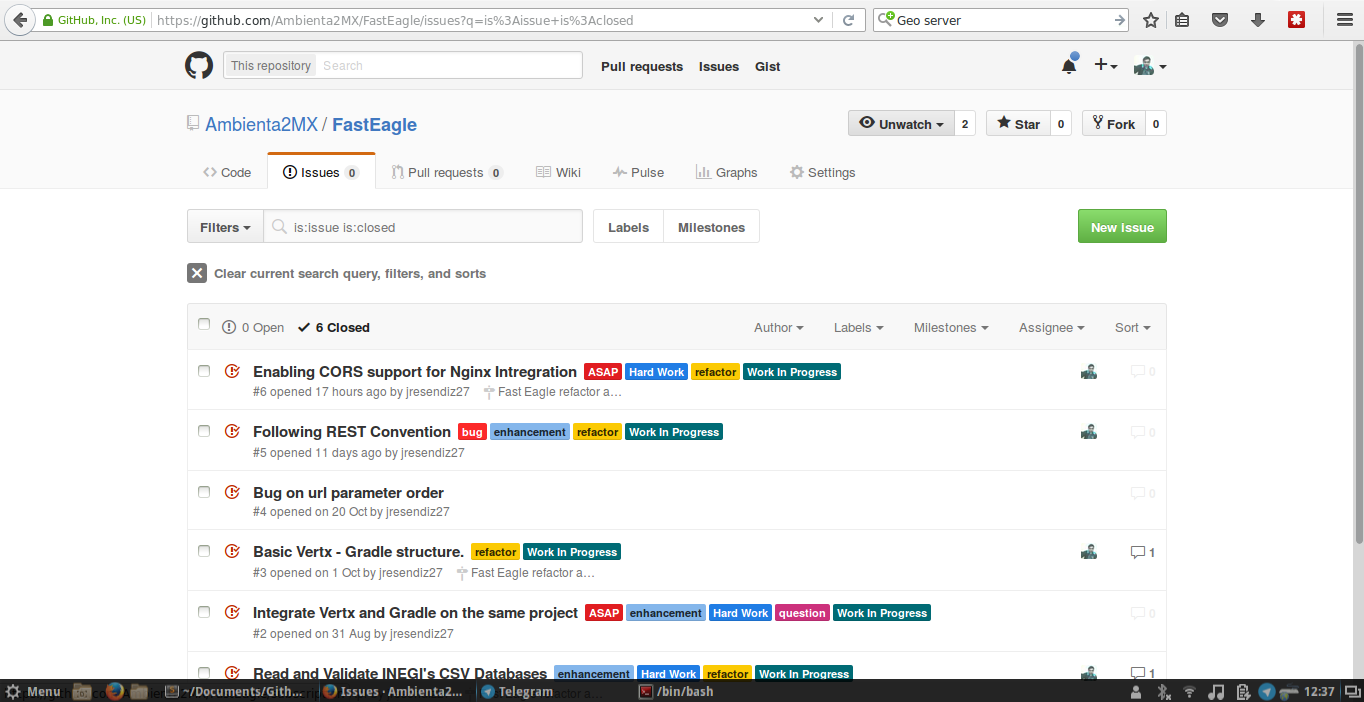 GitHub, Inc. (US) https://github.com/Ambienta2MX/FastEagle/issues?q=is%3Aissue+is%3Aclosed Geo server
This repository Search Pull requests Issues Gist
Ambienta2MX / FastEagle Unwatch 2 Star 0 Fork 0
Code Issues 0 Pull requests 0 Wiki Pulse Graphs Settings
Filters is:issue is:closed Labels Milestones New Issue
Clear current search query, filters, and sorts
0 Open 6 Closed Author Labels Milestones Assignee Sort
Enabling CORS support for Nginx Intregration ASAP Hard Work refactor Work In Progress 0
#6 opened 17 hours ago by jresendiz27 Fast Eagle refactor a…
Following REST Convention bug enhancement refactor Work In Progress 0
#5 opened 11 days ago by jresendiz27
Bug on url parameter order 0
#4 opened on 20 Oct by jresendiz27
Basic Vertx - Gradle structure. refactor Work In Progress 1
#3 opened on 1 Oct by jresendiz27 Fast Eagle refactor a…
Integrate Vertx and Gradle on the same project ASAP enhancement Hard Work question Work In Progress 0
#2 opened on 31 Aug by jresendiz27
Read and Validate INEGI's CSV Databases enhancement Hard Work refactor Work In Progress 1
Menu ~/Documents/Gith... Issues · Ambienta2... Telegram /bin/bash 12:37